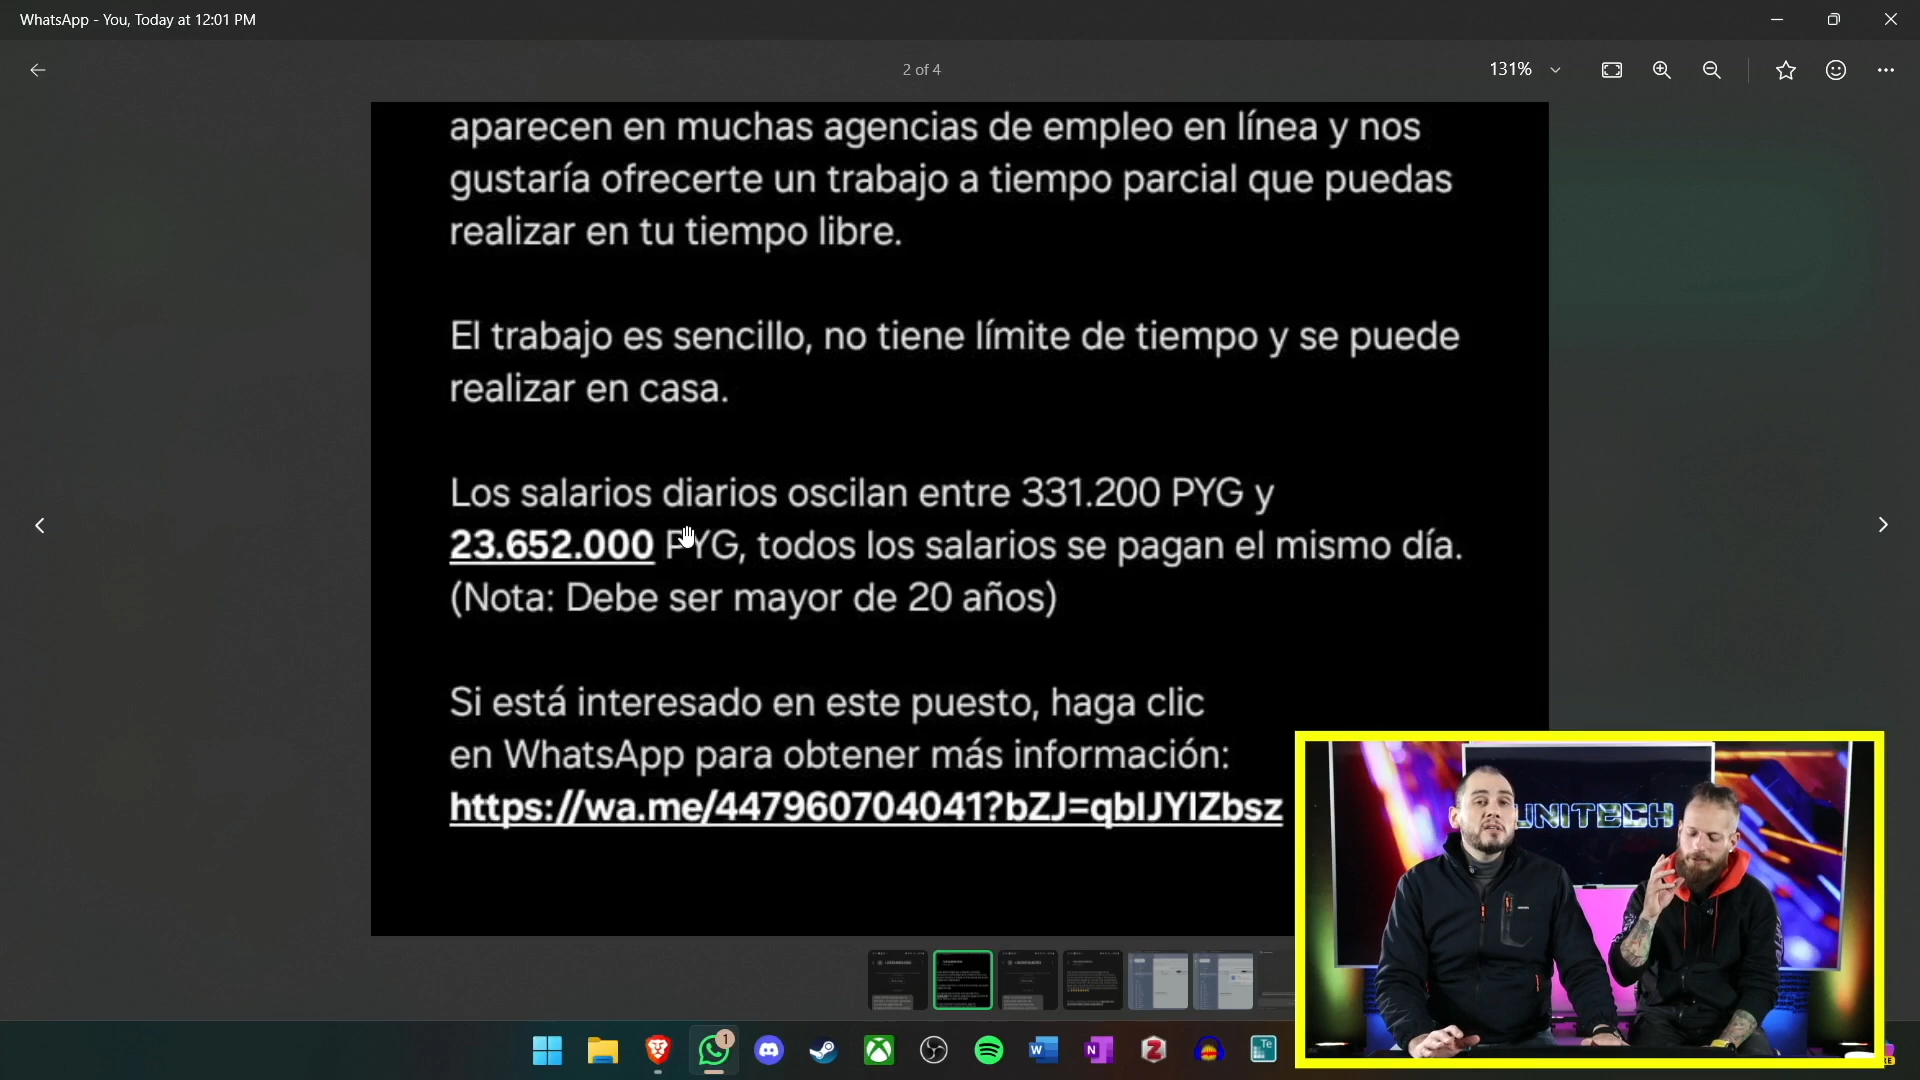 WhatsApp - You, Today at 12:01 PM
2 of 4
131%
aparecen en muchas agencias de empleo en línea y nos
gustaría ofrecerte un trabajo a tiempo parcial que puedas
realizar en tu tiempo libre.
El trabajo es sencillo, no tiene límite de tiempo y se puede
realizar en casa.
Los salarios diarios oscilan entre 331.200 PYG y
23.652.000 PYG, todos los salarios se pagan el mismo día.
(Nota: Debe ser mayor de 20 años)
Si está interesado en este puesto, haga clic
en WhatsApp para obtener más información:
https://wa.me/447960704041?bZJ=qblJYIZbsz
UNITECH
1
W
N
Z
Te